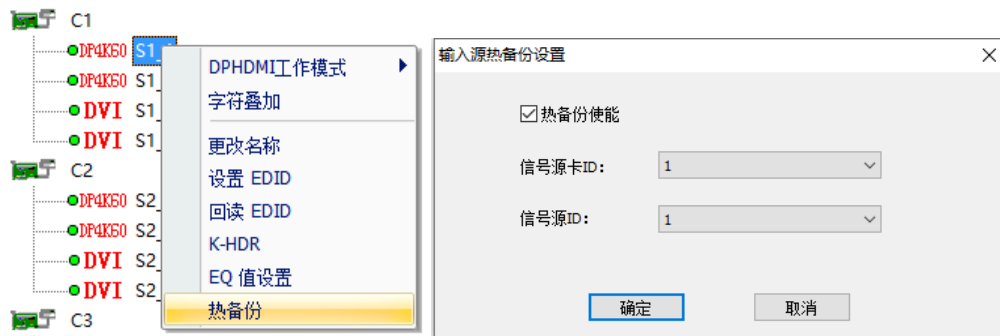 C1
DP4K60 S1_
DP4K60 S1_
DVI S1_
DVI S1_
C2
DP4K60 S2_
DP4K60 S2_
DVI S2_
DVI S2_
C3
DPHDMI工作模式
字符叠加
更改名称
设置 EDID
回读 EDID
K-HDR
EQ 值设置
热备份
输入源热备份设置
热备份使能
信号源卡ID: 1
信号源ID: 1
确定 取消